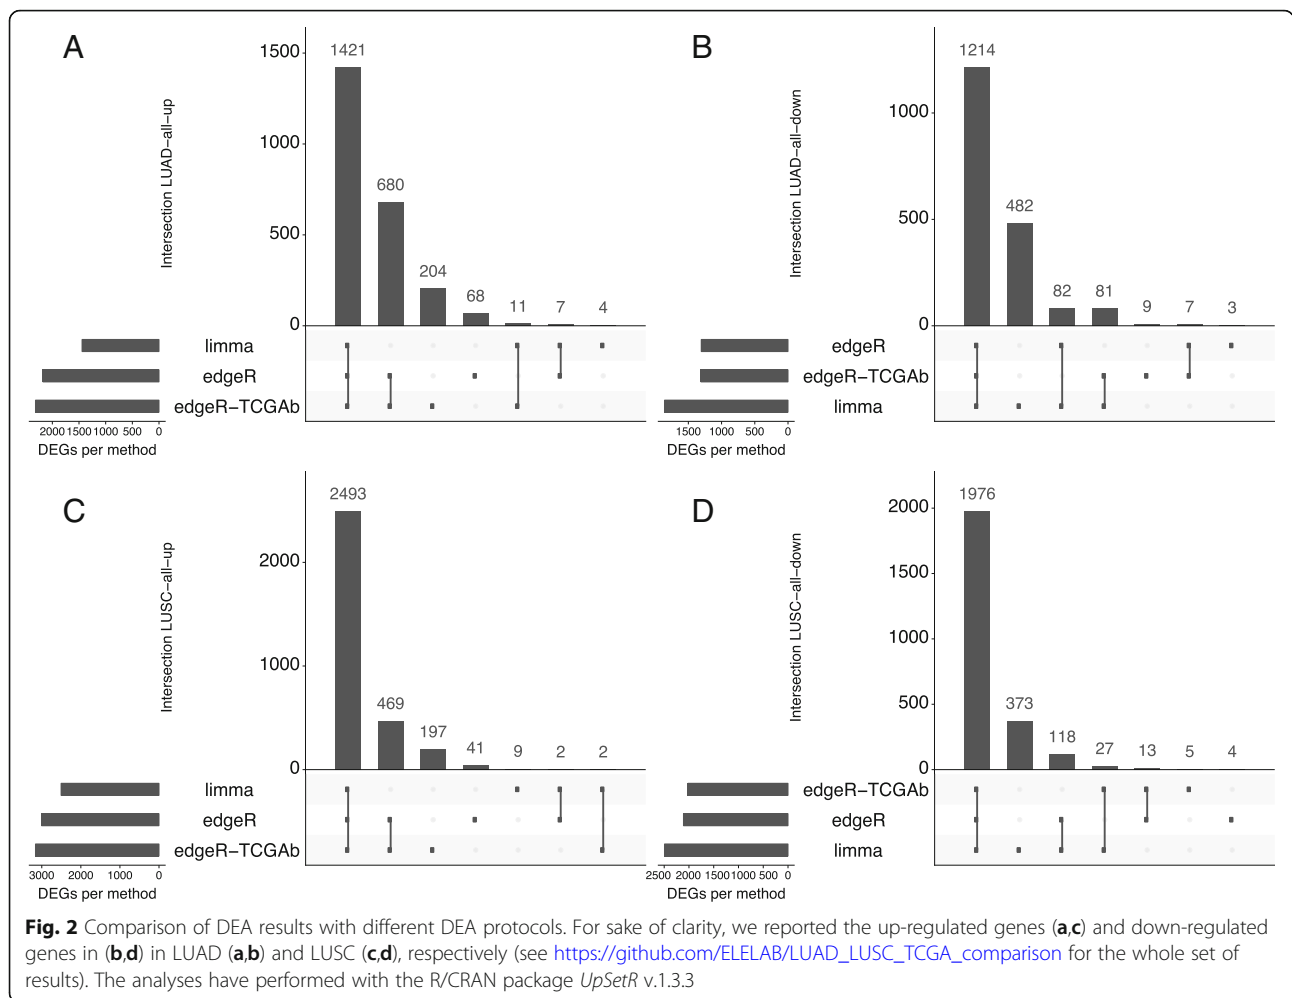 A
Intersection LUAD−all−up
1500
1000
500
0
1421
680
204
68
11
7
4
limma
edgeR
edgeR−TCGAb
2000 1500 1000 500 0
DEGs per method
B
Intersection LUAD−all−down
1000
500
0
1214
482
82
81
9
7
3
edgeR
edgeR−TCGAb
limma
1500 1000 500 0
DEGs per method
C
Intersection LUSC−all−up
2000
1000
0
2493
469
197
41
9
2
2
limma
edgeR
edgeR−TCGAb
3000 2000 1000 0
DEGs per method
D
Intersection LUSC−all−down
2000
1500
1000
500
0
1976
373
118
27
13
5
4
edgeR−TCGAb
edgeR
limma
2500 2000 1500 1000 500 0
DEGs per method
Fig. 2 Comparison of DEA results with different DEA protocols. For sake of clarity, we reported the up-regulated genes (a,c) and down-regulated
genes in (b,d) in LUAD (a,b) and LUSC (c,d), respectively (see https://github.com/ELELAB/LUAD_LUSC_TCGA_comparison for the whole set of
results). The analyses have performed with the R/CRAN package UpSetR v.1.3.3